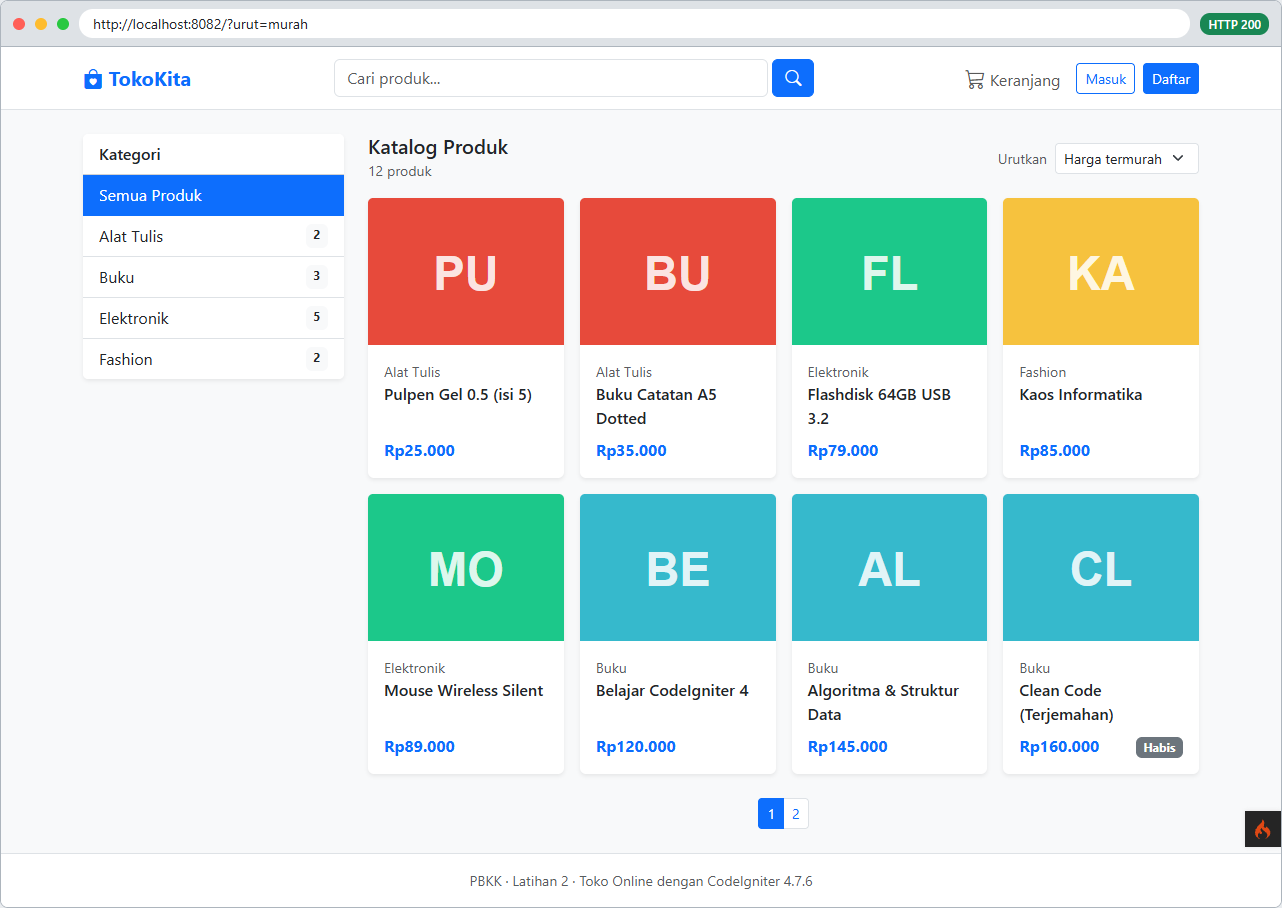 http://localhost:8082/?urut=murah
HTTP 200
TokoKita
Cari produk...
Keranjang
Masuk
Daftar
Kategori
Semua Produk
Alat Tulis 2
Buku 3
Elektronik 5
Fashion 2
Katalog Produk
12 produk
Urutkan
Harga termurah
PU
Alat Tulis
Pulpen Gel 0.5 (isi 5)
Rp25.000
BU
Alat Tulis
Buku Catatan A5
Dotted
Rp35.000
FL
Elektronik
Flashdisk 64GB USB
3.2
Rp79.000
KA
Fashion
Kaos Informatika
Rp85.000
MO
Elektronik
Mouse Wireless Silent
Rp89.000
BE
Buku
Belajar CodeIgniter 4
Rp120.000
AL
Buku
Algoritma & Struktur
Data
Rp145.000
CL
Buku
Clean Code
(Terjemahan)
Rp160.000
Habis
1
2
PBKK · Latihan 2 · Toko Online dengan CodeIgniter 4.7.6